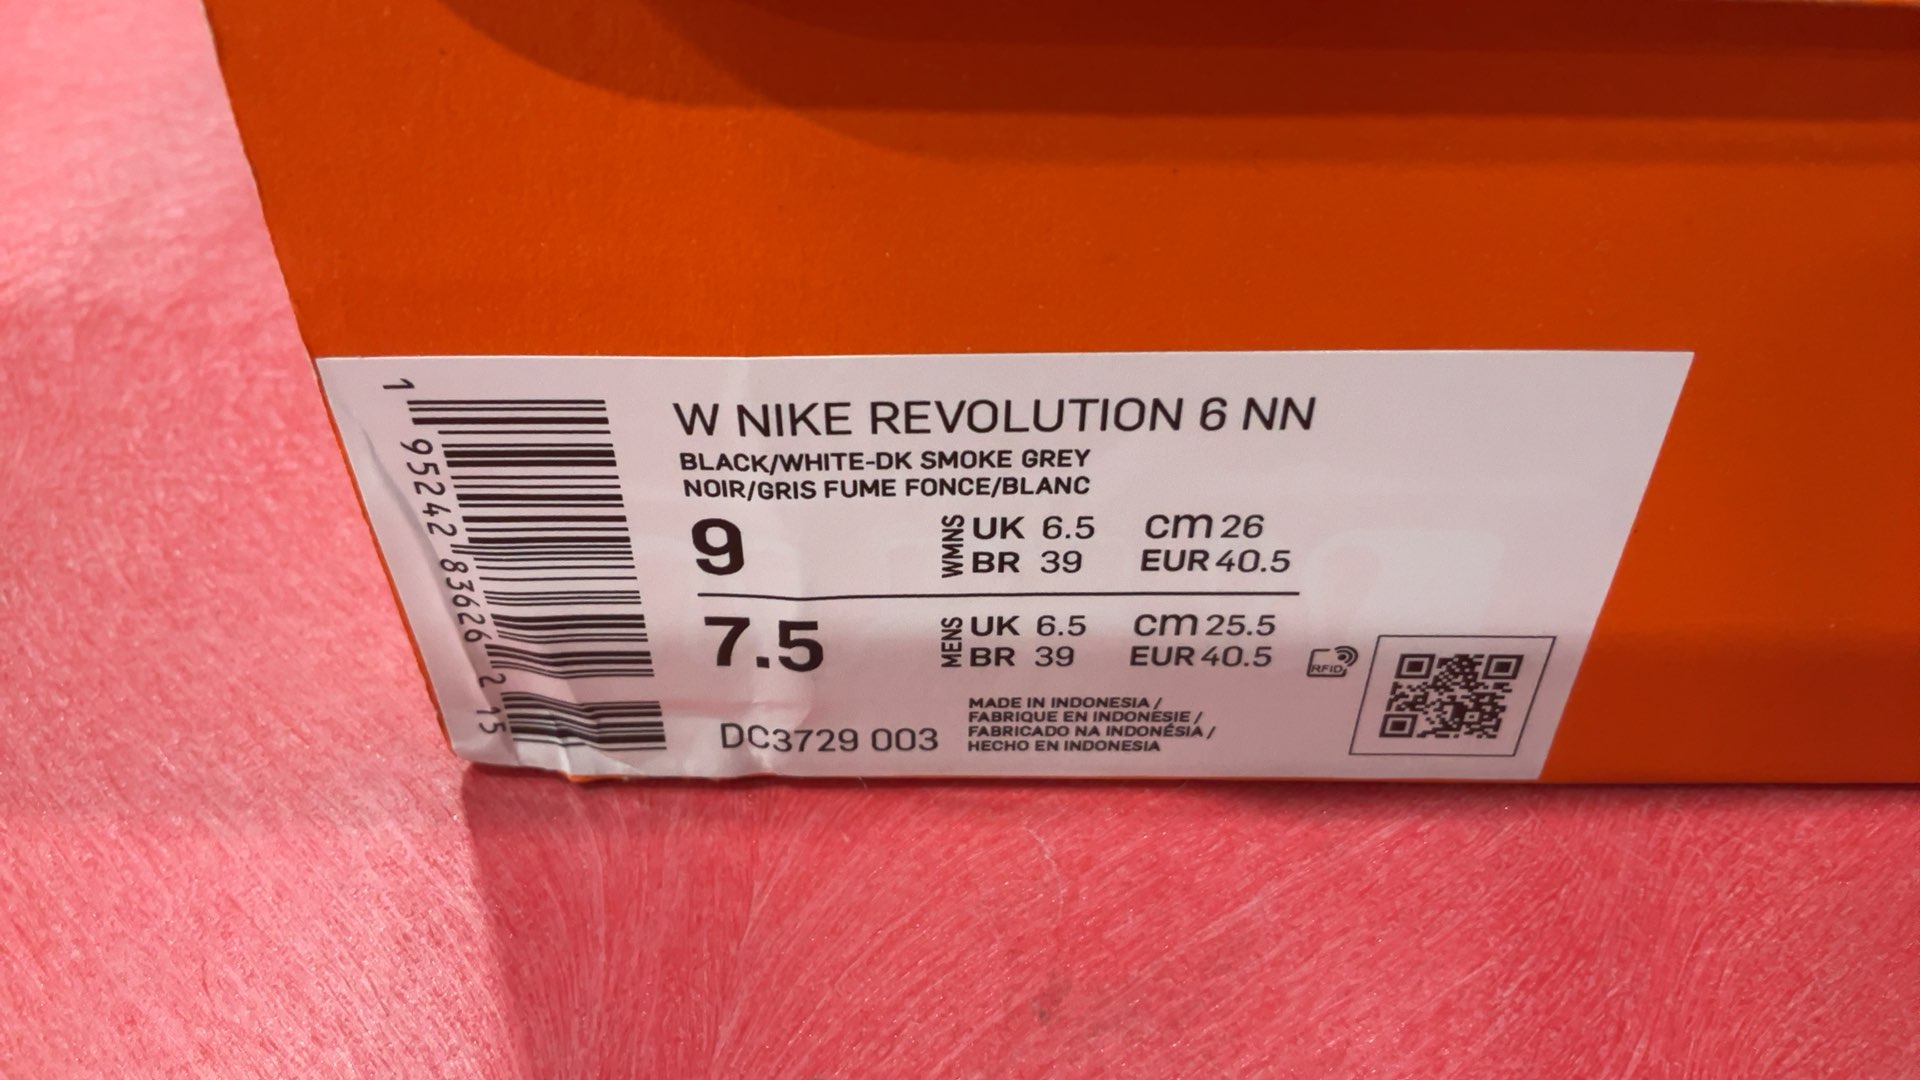 1 95242 83626 2 15
W NIKE REVOLUTION 6 NN
BLACK/WHITE-DK SMOKE GREY
NOIR/GRIS FUME FONCE/BLANC
9 WMNS UK 6.5 cm 26
BR 39 EUR 40.5
7.5 MENS UK 6.5 cm 25.5
BR 39 EUR 40.5
RFID
DC3729 003
MADE IN INDONESIA /
FABRIQUE EN INDONESIE /
FABRICADO NA INDONÉSIA /
HECHO EN INDONESIA